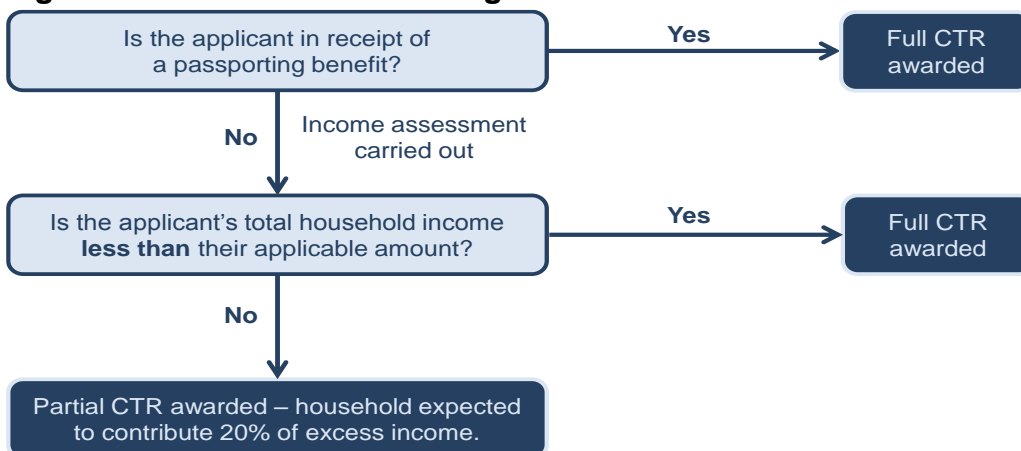 Is the applicant in receipt of
a passporting benefit?
Yes
Full CTR
awarded
No
Income assessment
carried out
Is the applicant's total household income
less than their applicable amount?
Yes
Full CTR
awarded
No
Partial CTR awarded – household expected
to contribute 20% of excess income.